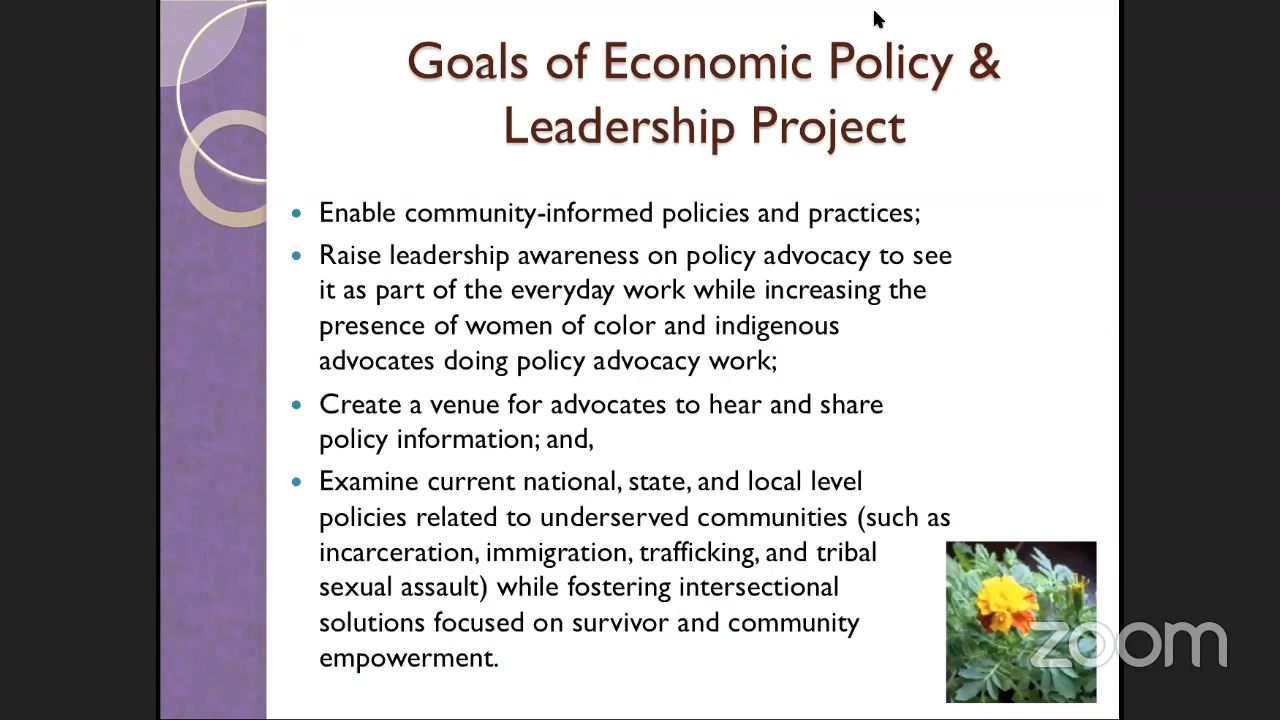 Goals of Economic Policy &
Leadership Project
• Enable community-informed policies and practices;
• Raise leadership awareness on policy advocacy to see
it as part of the everyday work while increasing the
presence of women of color and indigenous
advocates doing policy advocacy work;
• Create a venue for advocates to hear and share
policy information; and,
• Examine current national, state, and local level
policies related to underserved communities (such as
incarceration, immigration, trafficking, and tribal
sexual assault) while fostering intersectional
solutions focused on survivor and community
empowerment.
zoom